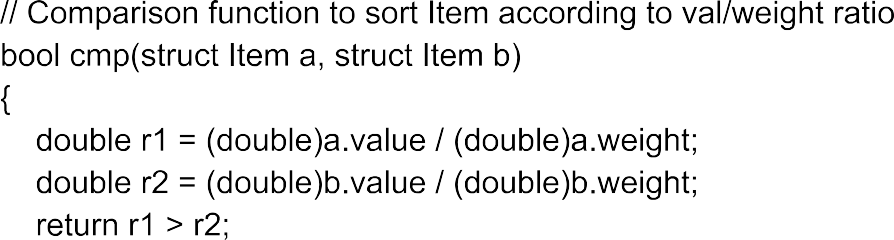 // Comparison function to sort Item according to val/weight ratio
bool cmp(struct Item a, struct Item b)
{
    double r1 = (double)a.value / (double)a.weight;
    double r2 = (double)b.value / (double)b.weight;
    return r1 > r2;